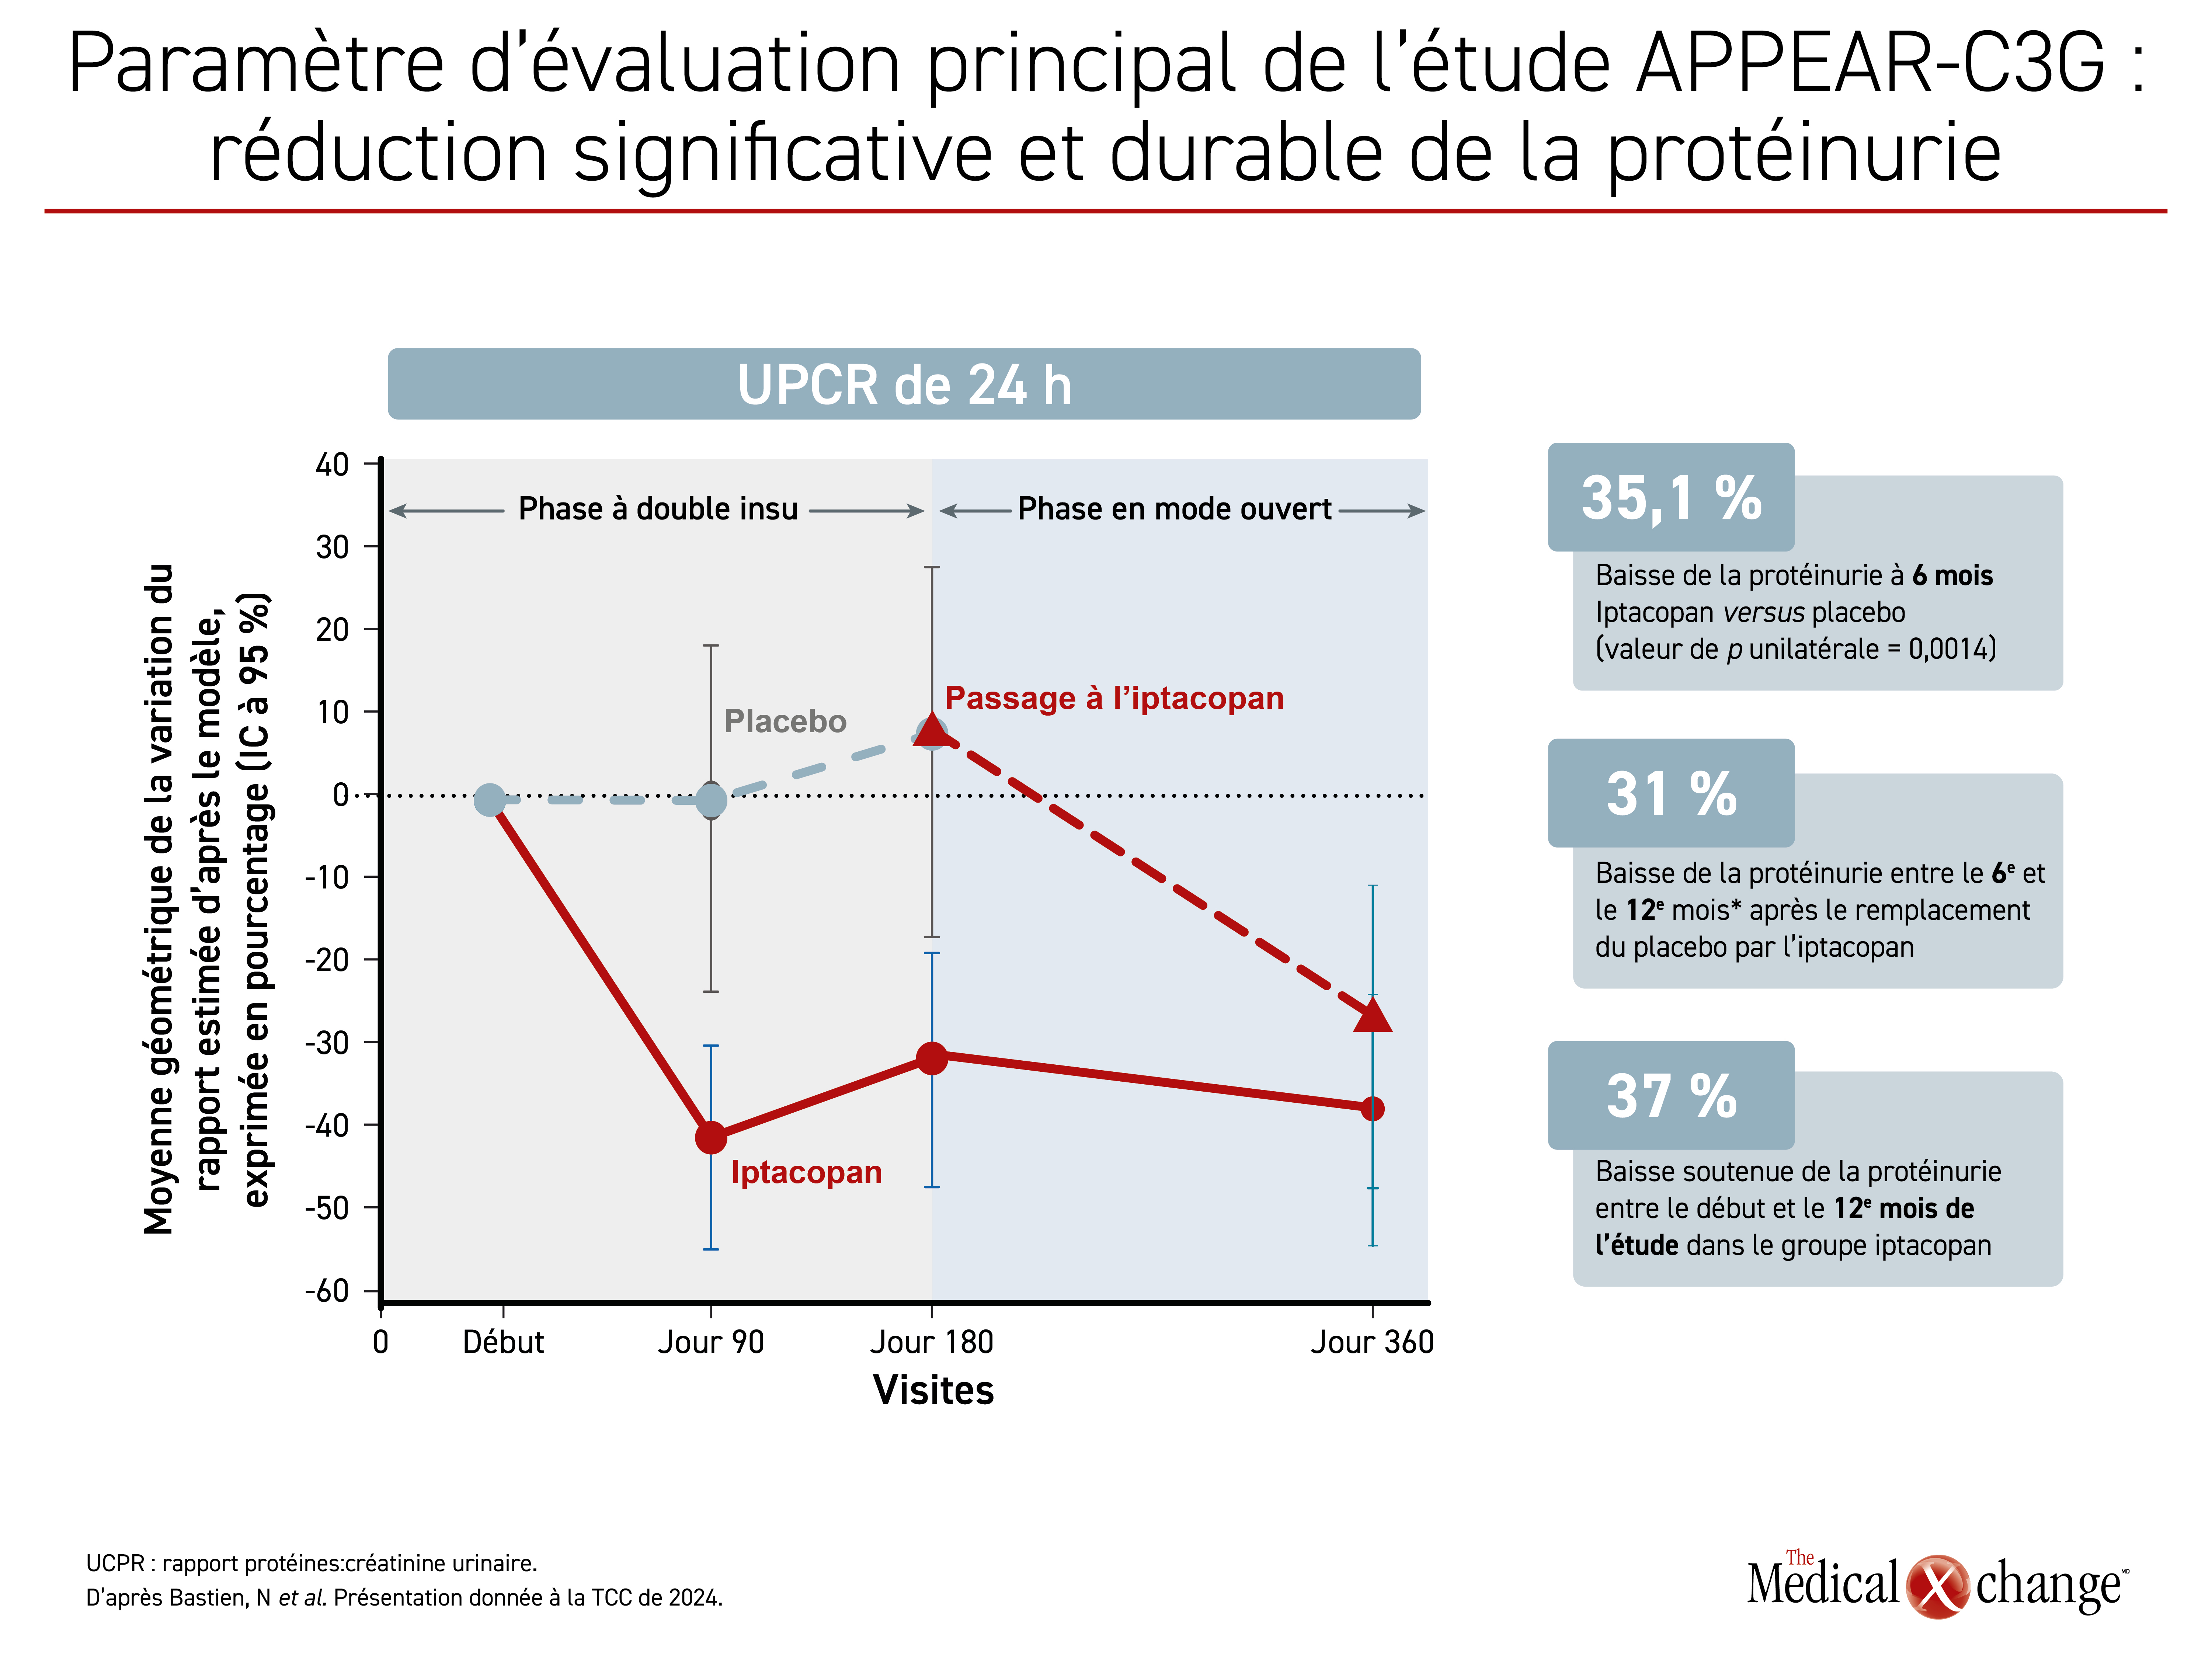 Paramètre d’évaluation principal de l’étude APPEAR-C3G :
réduction significative et durable de la protéinurie
UPCR de 24 h
Moyenne géométrique de la variation du
rapport estimée d’après le modèle,
exprimée en pourcentage (IC à 95 %)
40
30
20
10
0
-10
-20
-30
-40
-50
-60
Phase à double insu
Phase en mode ouvert
Placebo
Passage à l’iptacopan
Iptacopan
0
Début
Jour 90
Jour 180
Jour 360
Visites
35,1 %
Baisse de la protéinurie à 6 mois
Iptacopan versus placebo
(valeur de p unilatérale = 0,0014)
31 %
Baisse de la protéinurie entre le 6e et
le 12e mois* après le remplacement
du placebo par l’iptacopan
37 %
Baisse soutenue de la protéinurie
entre le début et le 12e mois de
l’étude dans le groupe iptacopan
UCPR : rapport protéines:créatinine urinaire.
D’après Bastien, N et al. Présentation donnée à la TCC de 2024.
The
Medical X change MD